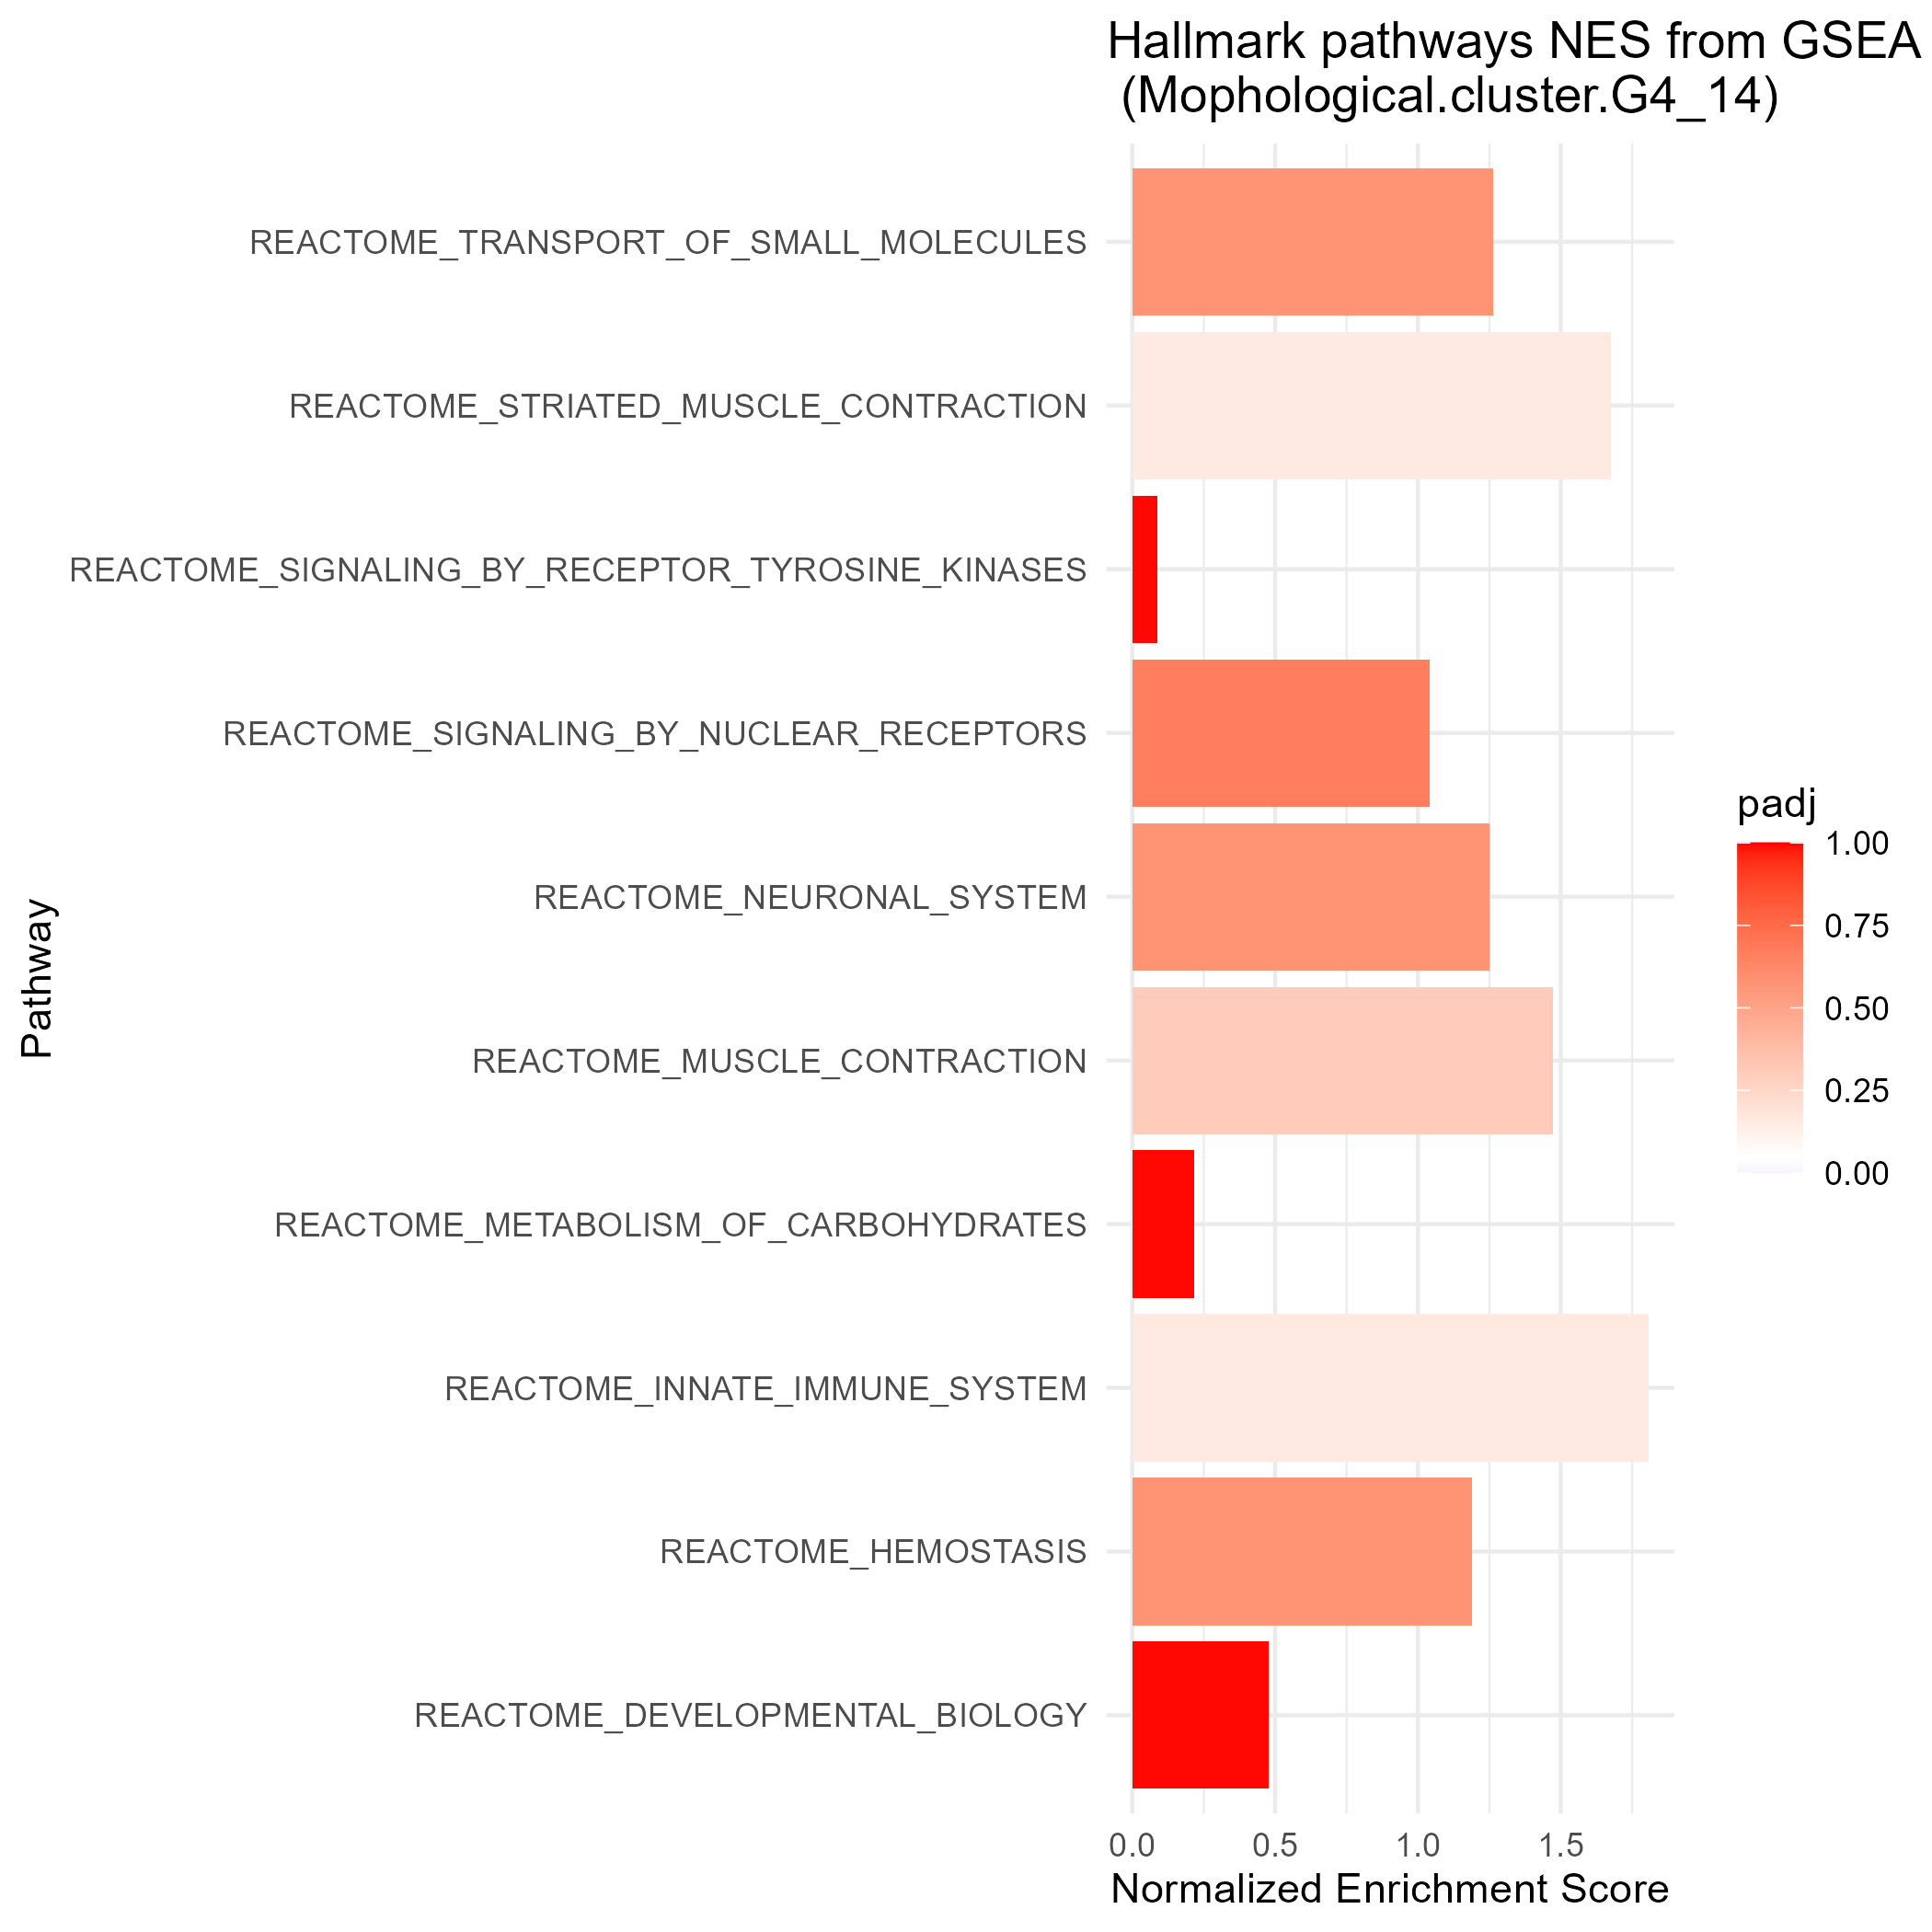 Hallmark pathways NES from GSEA
(Mophological.cluster.G4_14)
REACTOME_TRANSPORT_OF_SMALL_MOLECULES
REACTOME_STRIATED_MUSCLE_CONTRACTION
REACTOME_SIGNALING_BY_RECEPTOR_TYROSINE_KINASES
REACTOME_SIGNALING_BY_NUCLEAR_RECEPTORS
REACTOME_NEURONAL_SYSTEM
REACTOME_MUSCLE_CONTRACTION
REACTOME_METABOLISM_OF_CARBOHYDRATES
REACTOME_INNATE_IMMUNE_SYSTEM
REACTOME_HEMOSTASIS
REACTOME_DEVELOPMENTAL_BIOLOGY
Pathway
0.0 0.5 1.0 1.5
Normalized Enrichment Score
padj
1.00
0.75
0.50
0.25
0.00